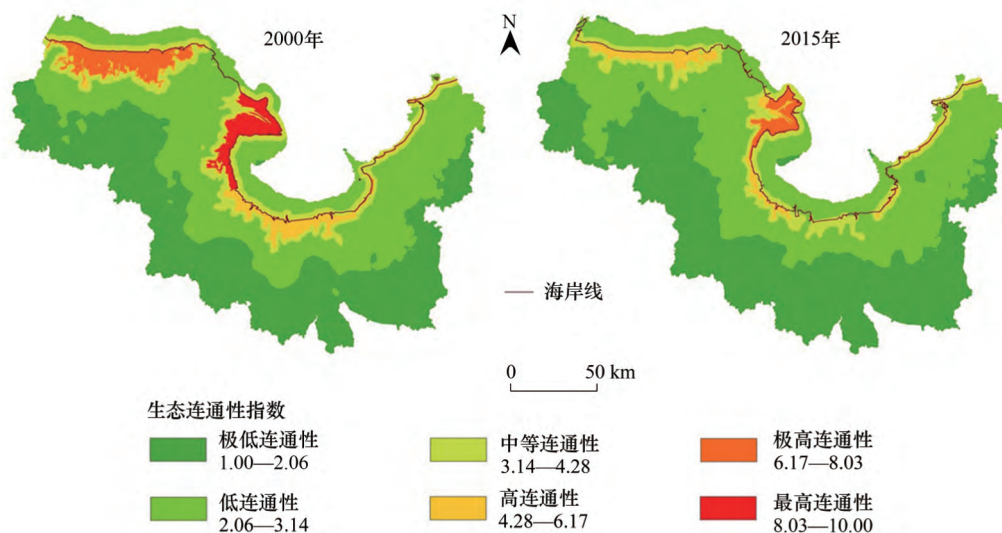 2000年
N
2015年
海岸线
0 50 km
生态连通性指数
极低连通性
1.00—2.06
中等连通性
3.14—4.28
极高连通性
6.17—8.03
低连通性
2.06—3.14
高连通性
4.28—6.17
最高连通性
8.03—10.00